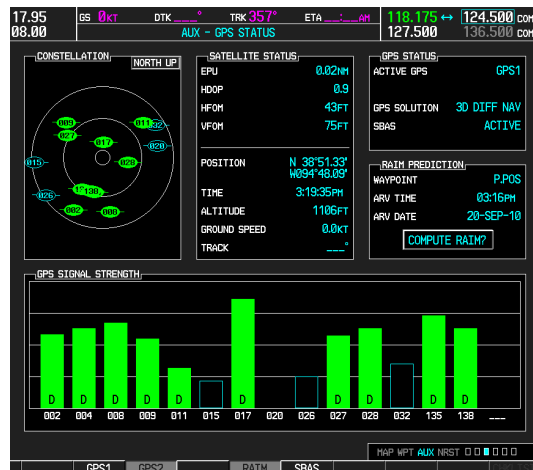 17.95 GS 0KT DTK ___° TRK 357° ETA __:__AM 118.175 ↔ 124.500 COM
08.00 AUX - GPS STATUS 127.500 136.500 COM
CONSTELLATION
NORTH UP
009
011
32
027
017
020
015
028
026
138
002
008
SATELLITE STATUS
EPU 0.02NM
HDOP 0.9
HFOM 43FT
VFOM 75FT
POSITION N 38°51.33'
W094°48.09'
TIME 3:19:35PM
ALTITUDE 1106FT
GROUND SPEED 0.0KT
TRACK ___°
GPS STATUS
ACTIVE GPS GPS1
GPS SOLUTION 3D DIFF NAV
SBAS ACTIVE
RAIM PREDICTION
WAYPOINT P.POS
ARV TIME 03:16PM
ARV DATE 20-SEP-10
COMPUTE RAIM?
GPS SIGNAL STRENGTH
D D D D D D D D D D
002 004 008 009 011 015 017 020 026 027 028 032 135 138 ___
MAP WPT AUX NRST
GPS1 GPS2 RAIM SBAS